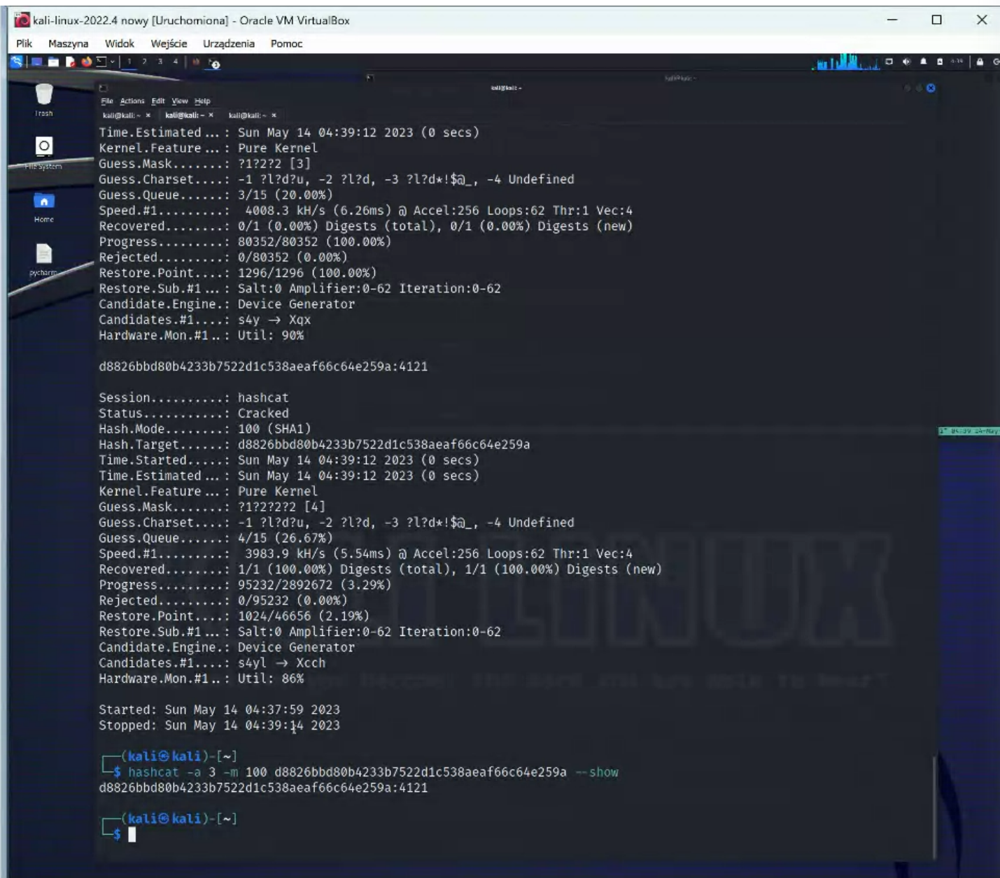 kali-linux-2022.4 nowy [Uruchomiona] - Oracle VM VirtualBox
Plik Maszyna Widok Wejście Urządzenia Pomoc
1 2 3 4
kali@kali: ~
Trash
File System
Home
pycharm
File Actions Edit View Help
kali@kali: ~ × kali@kali: ~ × kali@kali: ~ ×
Time.Estimated...: Sun May 14 04:39:12 2023 (0 secs)
Kernel.Feature...: Pure Kernel
Guess.Mask.......: ?1?2?2 [3]
Guess.Charset....: -1 ?l?d?u, -2 ?l?d, -3 ?l?d*!$@_, -4 Undefined
Guess.Queue......: 3/15 (20.00%)
Speed.#1.........:  4008.3 kH/s (6.26ms) @ Accel:256 Loops:62 Thr:1 Vec:4
Recovered........: 0/1 (0.00%) Digests (total), 0/1 (0.00%) Digests (new)
Progress.........: 80352/80352 (100.00%)
Rejected.........: 0/80352 (0.00%)
Restore.Point....: 1296/1296 (100.00%)
Restore.Sub.#1...: Salt:0 Amplifier:0-62 Iteration:0-62
Candidate.Engine.: Device Generator
Candidates.#1....: s4y → Xqx
Hardware.Mon.#1..: Util: 90%
d8826bbd80b4233b7522d1c538aeaf66c64e259a:4121
Session..........: hashcat
Status...........: Cracked
Hash.Mode........: 100 (SHA1)
Hash.Target......: d8826bbd80b4233b7522d1c538aeaf66c64e259a
Time.Started.....: Sun May 14 04:39:12 2023 (0 secs)
Time.Estimated...: Sun May 14 04:39:12 2023 (0 secs)
Kernel.Feature...: Pure Kernel
Guess.Mask.......: ?1?2?2?2 [4]
Guess.Charset....: -1 ?l?d?u, -2 ?l?d, -3 ?l?d*!$@_, -4 Undefined
Guess.Queue......: 4/15 (26.67%)
Speed.#1.........:  3983.9 kH/s (5.54ms) @ Accel:256 Loops:62 Thr:1 Vec:4
Recovered........: 1/1 (100.00%) Digests (total), 1/1 (100.00%) Digests (new)
Progress.........: 95232/2892672 (3.29%)
Rejected.........: 0/95232 (0.00%)
Restore.Point....: 1024/46656 (2.19%)
Restore.Sub.#1...: Salt:0 Amplifier:0-62 Iteration:0-62
Candidate.Engine.: Device Generator
Candidates.#1....: s4yl → Xcch
Hardware.Mon.#1..: Util: 86%
Started: Sun May 14 04:37:59 2023
Stopped: Sun May 14 04:39:14 2023
┌──(kali㉿kali)-[~]
└─$ hashcat -a 3 -m 100 d8826bbd80b4233b7522d1c538aeaf66c64e259a --show
d8826bbd80b4233b7522d1c538aeaf66c64e259a:4121
┌──(kali㉿kali)-[~]
└─$
LINUX